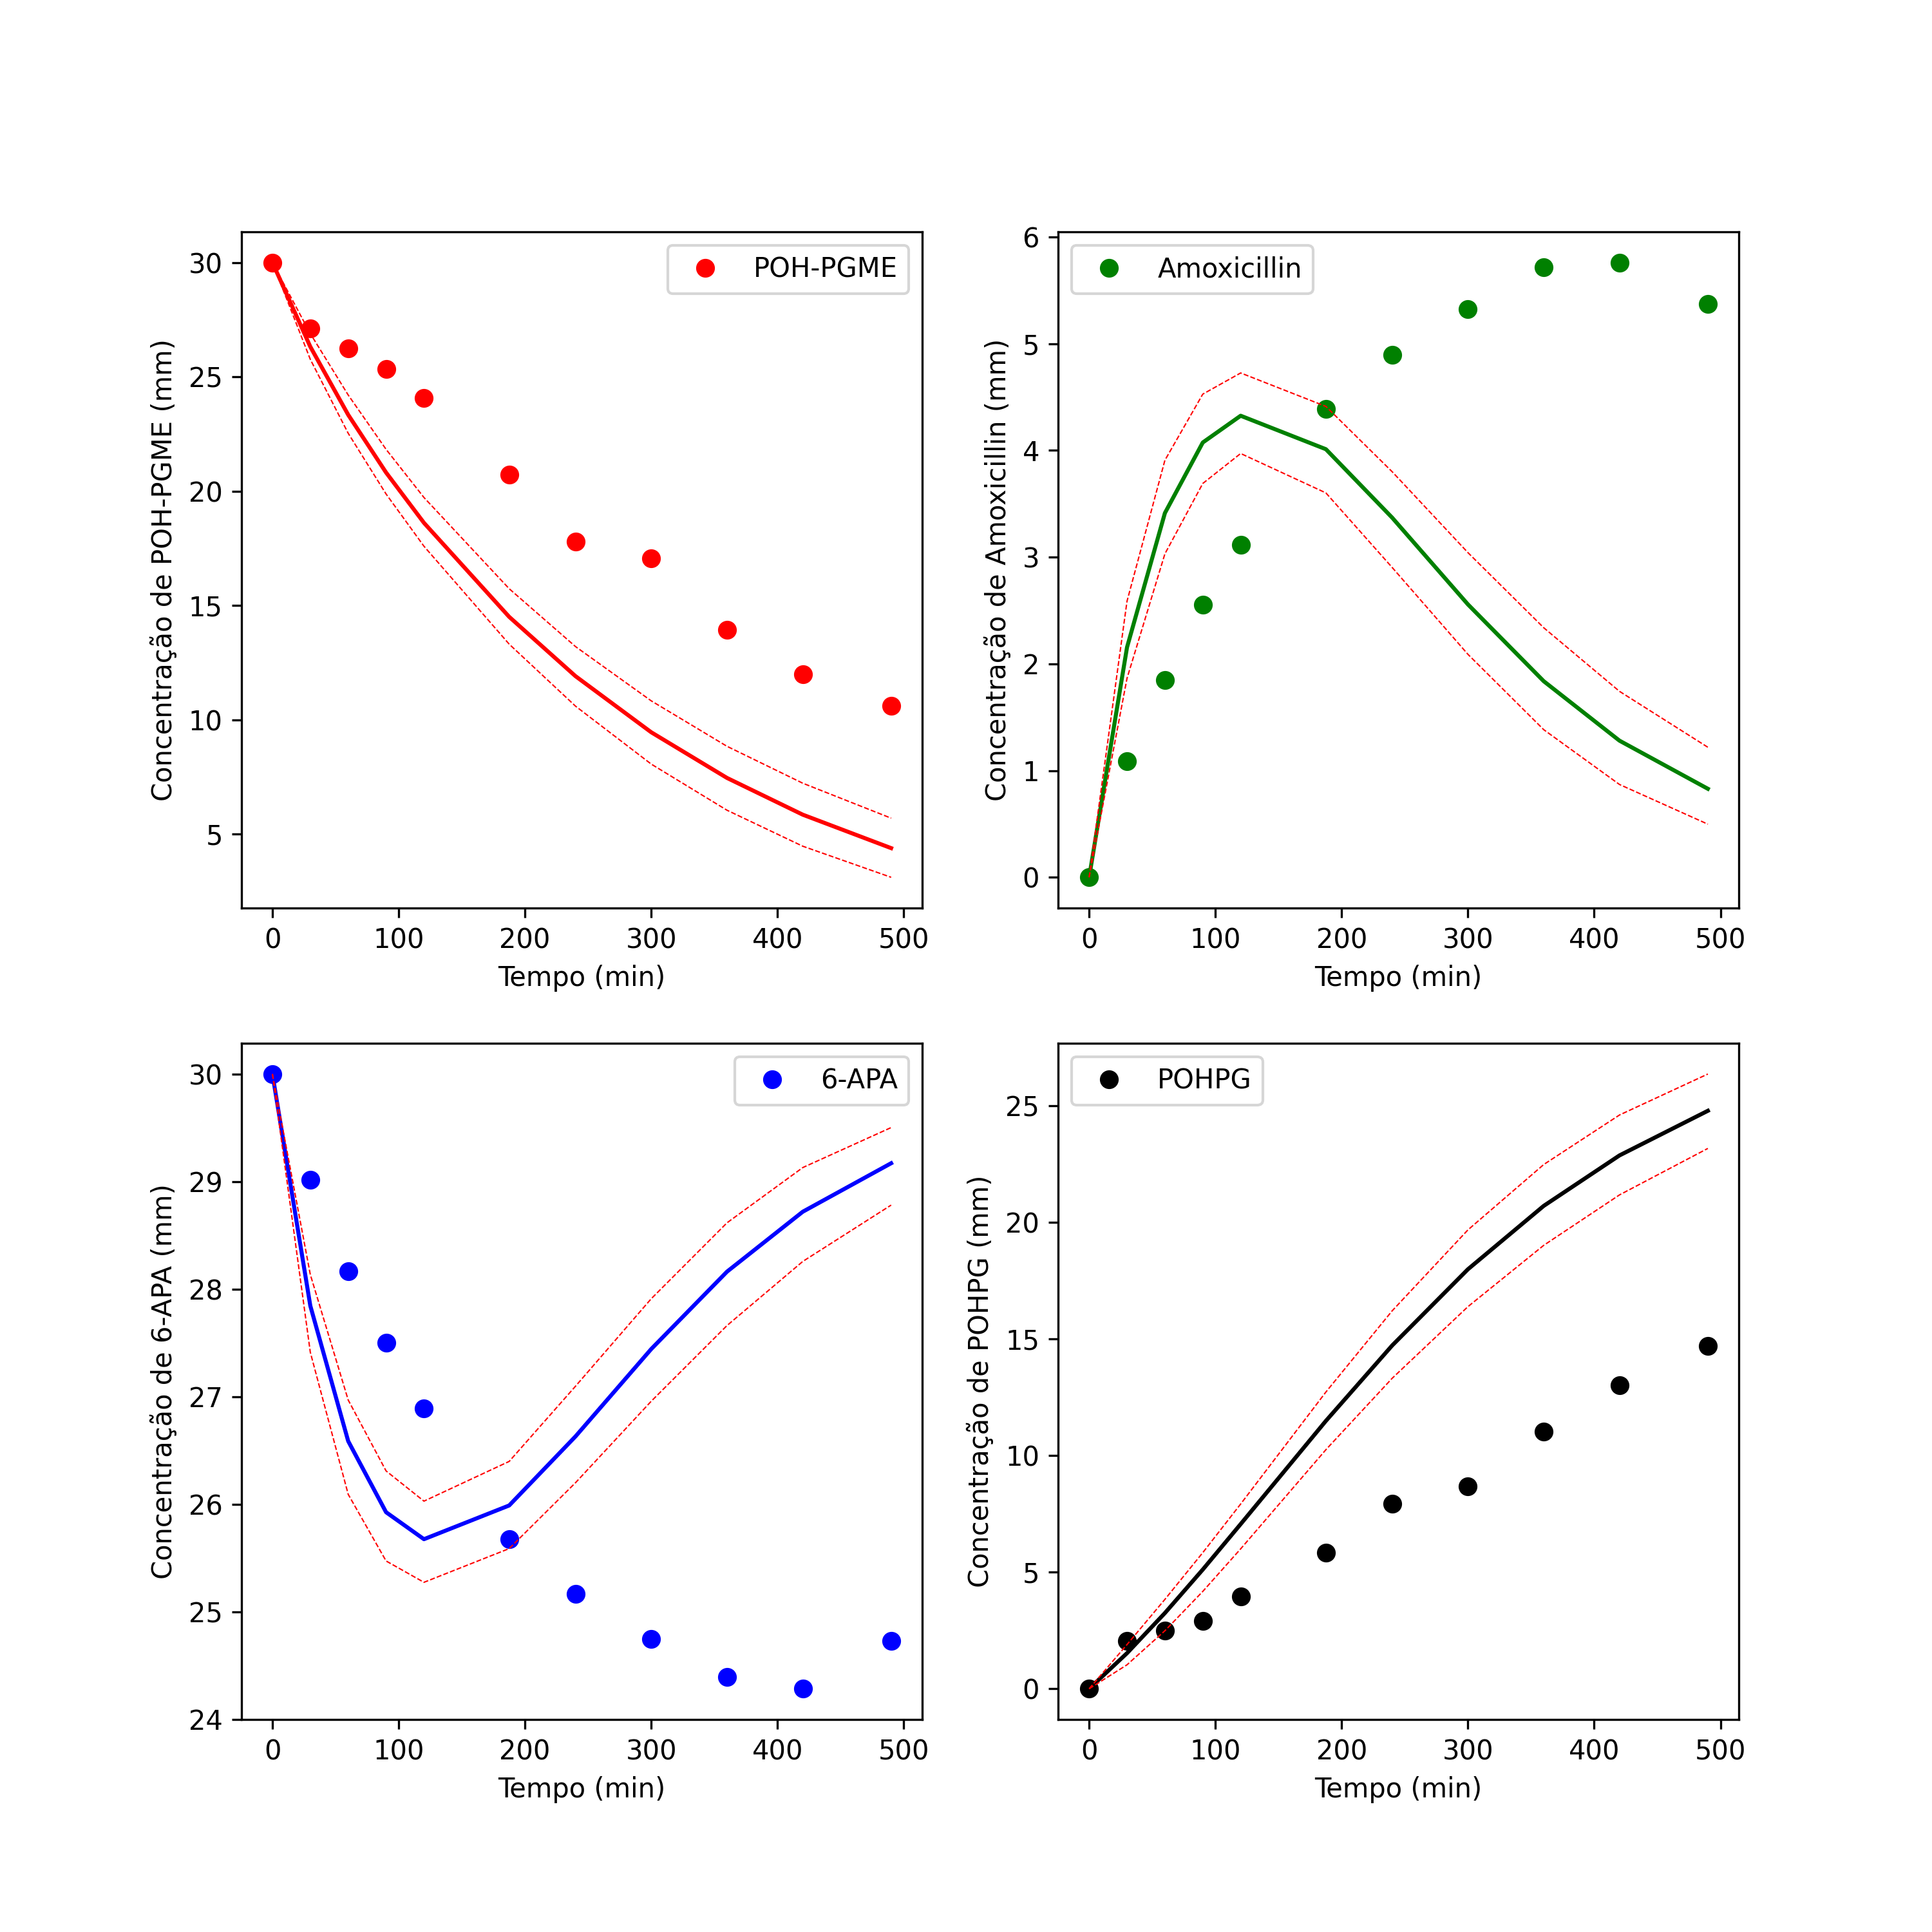 POH-PGME
30
25
20
15
10
5
Concentração de POH-PGME (mm)
0 100 200 300 400 500
Tempo (min)
Amoxicillin
6
5
4
3
2
1
0
Concentração de Amoxicillin (mm)
0 100 200 300 400 500
Tempo (min)
6-APA
30
29
28
27
26
25
24
Concentração de 6-APA (mm)
0 100 200 300 400 500
Tempo (min)
POHPG
25
20
15
10
5
0
Concentração de POHPG (mm)
0 100 200 300 400 500
Tempo (min)